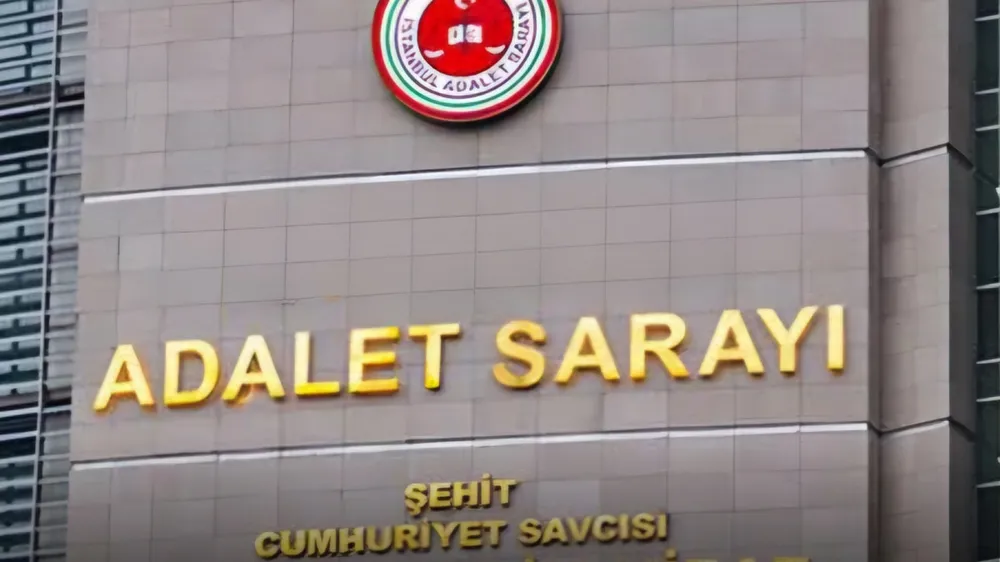 İSTANBUL ADALET SARAYI
ADALET SARAYI
ŞEHİT
CUMHURİYET SAVCISI